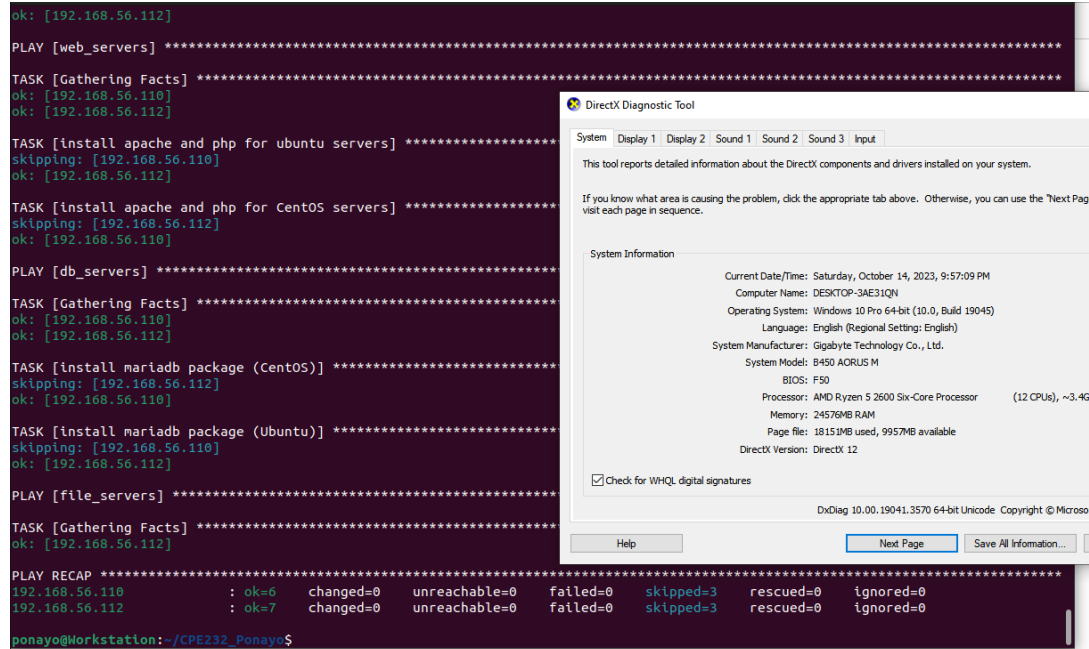 ok: [192.168.56.112]
PLAY [web_servers] ****************************************************************************************************************
TASK [Gathering Facts] ************************************************************************************************************
ok: [192.168.56.110]
ok: [192.168.56.112]
TASK [install apache and php for ubuntu servers] *******************
skipping: [192.168.56.110]
ok: [192.168.56.112]
TASK [install apache and php for CentOS servers] *******************
skipping: [192.168.56.112]
ok: [192.168.56.110]
PLAY [db_servers] **************************************************
TASK [Gathering Facts] *********************************************
ok: [192.168.56.110]
ok: [192.168.56.112]
TASK [install mariadb package (CentOS)] ****************************
skipping: [192.168.56.112]
ok: [192.168.56.110]
TASK [install mariadb package (Ubuntu)] ****************************
skipping: [192.168.56.110]
ok: [192.168.56.112]
PLAY [file_servers] ************************************************
TASK [Gathering Facts] *********************************************
ok: [192.168.56.112]
PLAY RECAP ************************************************************************************************************************
192.168.56.110 : ok=6 changed=0 unreachable=0 failed=0 skipped=3 rescued=0 ignored=0
192.168.56.112 : ok=7 changed=0 unreachable=0 failed=0 skipped=3 rescued=0 ignored=0
ponayo@Workstation:~/CPE232_Ponayo$
DirectX Diagnostic Tool
System Display 1 Display 2 Sound 1 Sound 2 Sound 3 Input
This tool reports detailed information about the DirectX components and drivers installed on your system.
If you know what area is causing the problem, click the appropriate tab above. Otherwise, you can use the "Next Pag
visit each page in sequence.
System Information
Current Date/Time: Saturday, October 14, 2023, 9:57:09 PM
Computer Name: DESKTOP-3AE31QN
Operating System: Windows 10 Pro 64-bit (10.0, Build 19045)
Language: English (Regional Setting: English)
System Manufacturer: Gigabyte Technology Co., Ltd.
System Model: B450 AORUS M
BIOS: F50
Processor: AMD Ryzen 5 2600 Six-Core Processor (12 CPUs), ~3.4G
Memory: 24576MB RAM
Page file: 18151MB used, 9957MB available
DirectX Version: DirectX 12
Check for WHQL digital signatures
DxDiag 10.00.19041.3570 64-bit Unicode Copyright © Microso
Help Next Page Save All Information...